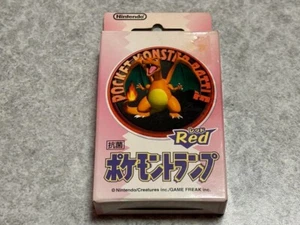 Nintendo
POCKET MONSTER BATTLE
レッド
Red
抗菌
ポケモントランプ
©Nintendo/Creatures inc./GAME FREAK inc.